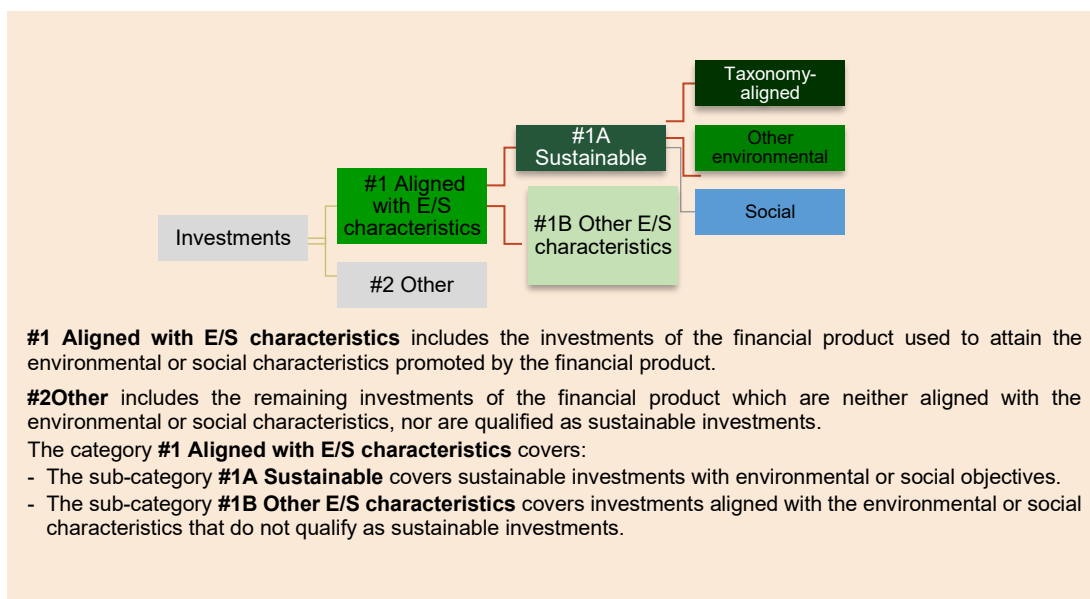 Taxonomy-
aligned
#1A
Sustainable
Other
environmental
#1 Aligned
with E/S
characteristics
Social
#1B Other E/S
characteristics
Investments
#2 Other
#1 Aligned with E/S characteristics includes the investments of the financial product used to attain the
environmental or social characteristics promoted by the financial product.
#2Other includes the remaining investments of the financial product which are neither aligned with the
environmental or social characteristics, nor are qualified as sustainable investments.
The category #1 Aligned with E/S characteristics covers:
- The sub-category #1A Sustainable covers sustainable investments with environmental or social objectives.
- The sub-category #1B Other E/S characteristics covers investments aligned with the environmental or social
characteristics that do not qualify as sustainable investments.